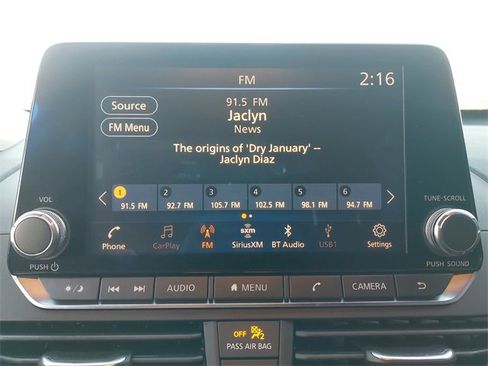 FM
2:16
Source
FM Menu
91.5 FM
Jaclyn
News
The origins of 'Dry January' --
Jaclyn Diaz
1 2 3 4 5 6
91.5 FM 92.7 FM 105.7 FM 102.5 FM 98.1 FM 94.7 FM
VOL
TUNE·SCROLL
Phone CarPlay FM SiriusXM BT Audio USB1 Settings
sxm
PUSH
PUSH SOUND
AUDIO MENU CAMERA
OFF 2
PASS AIR BAG